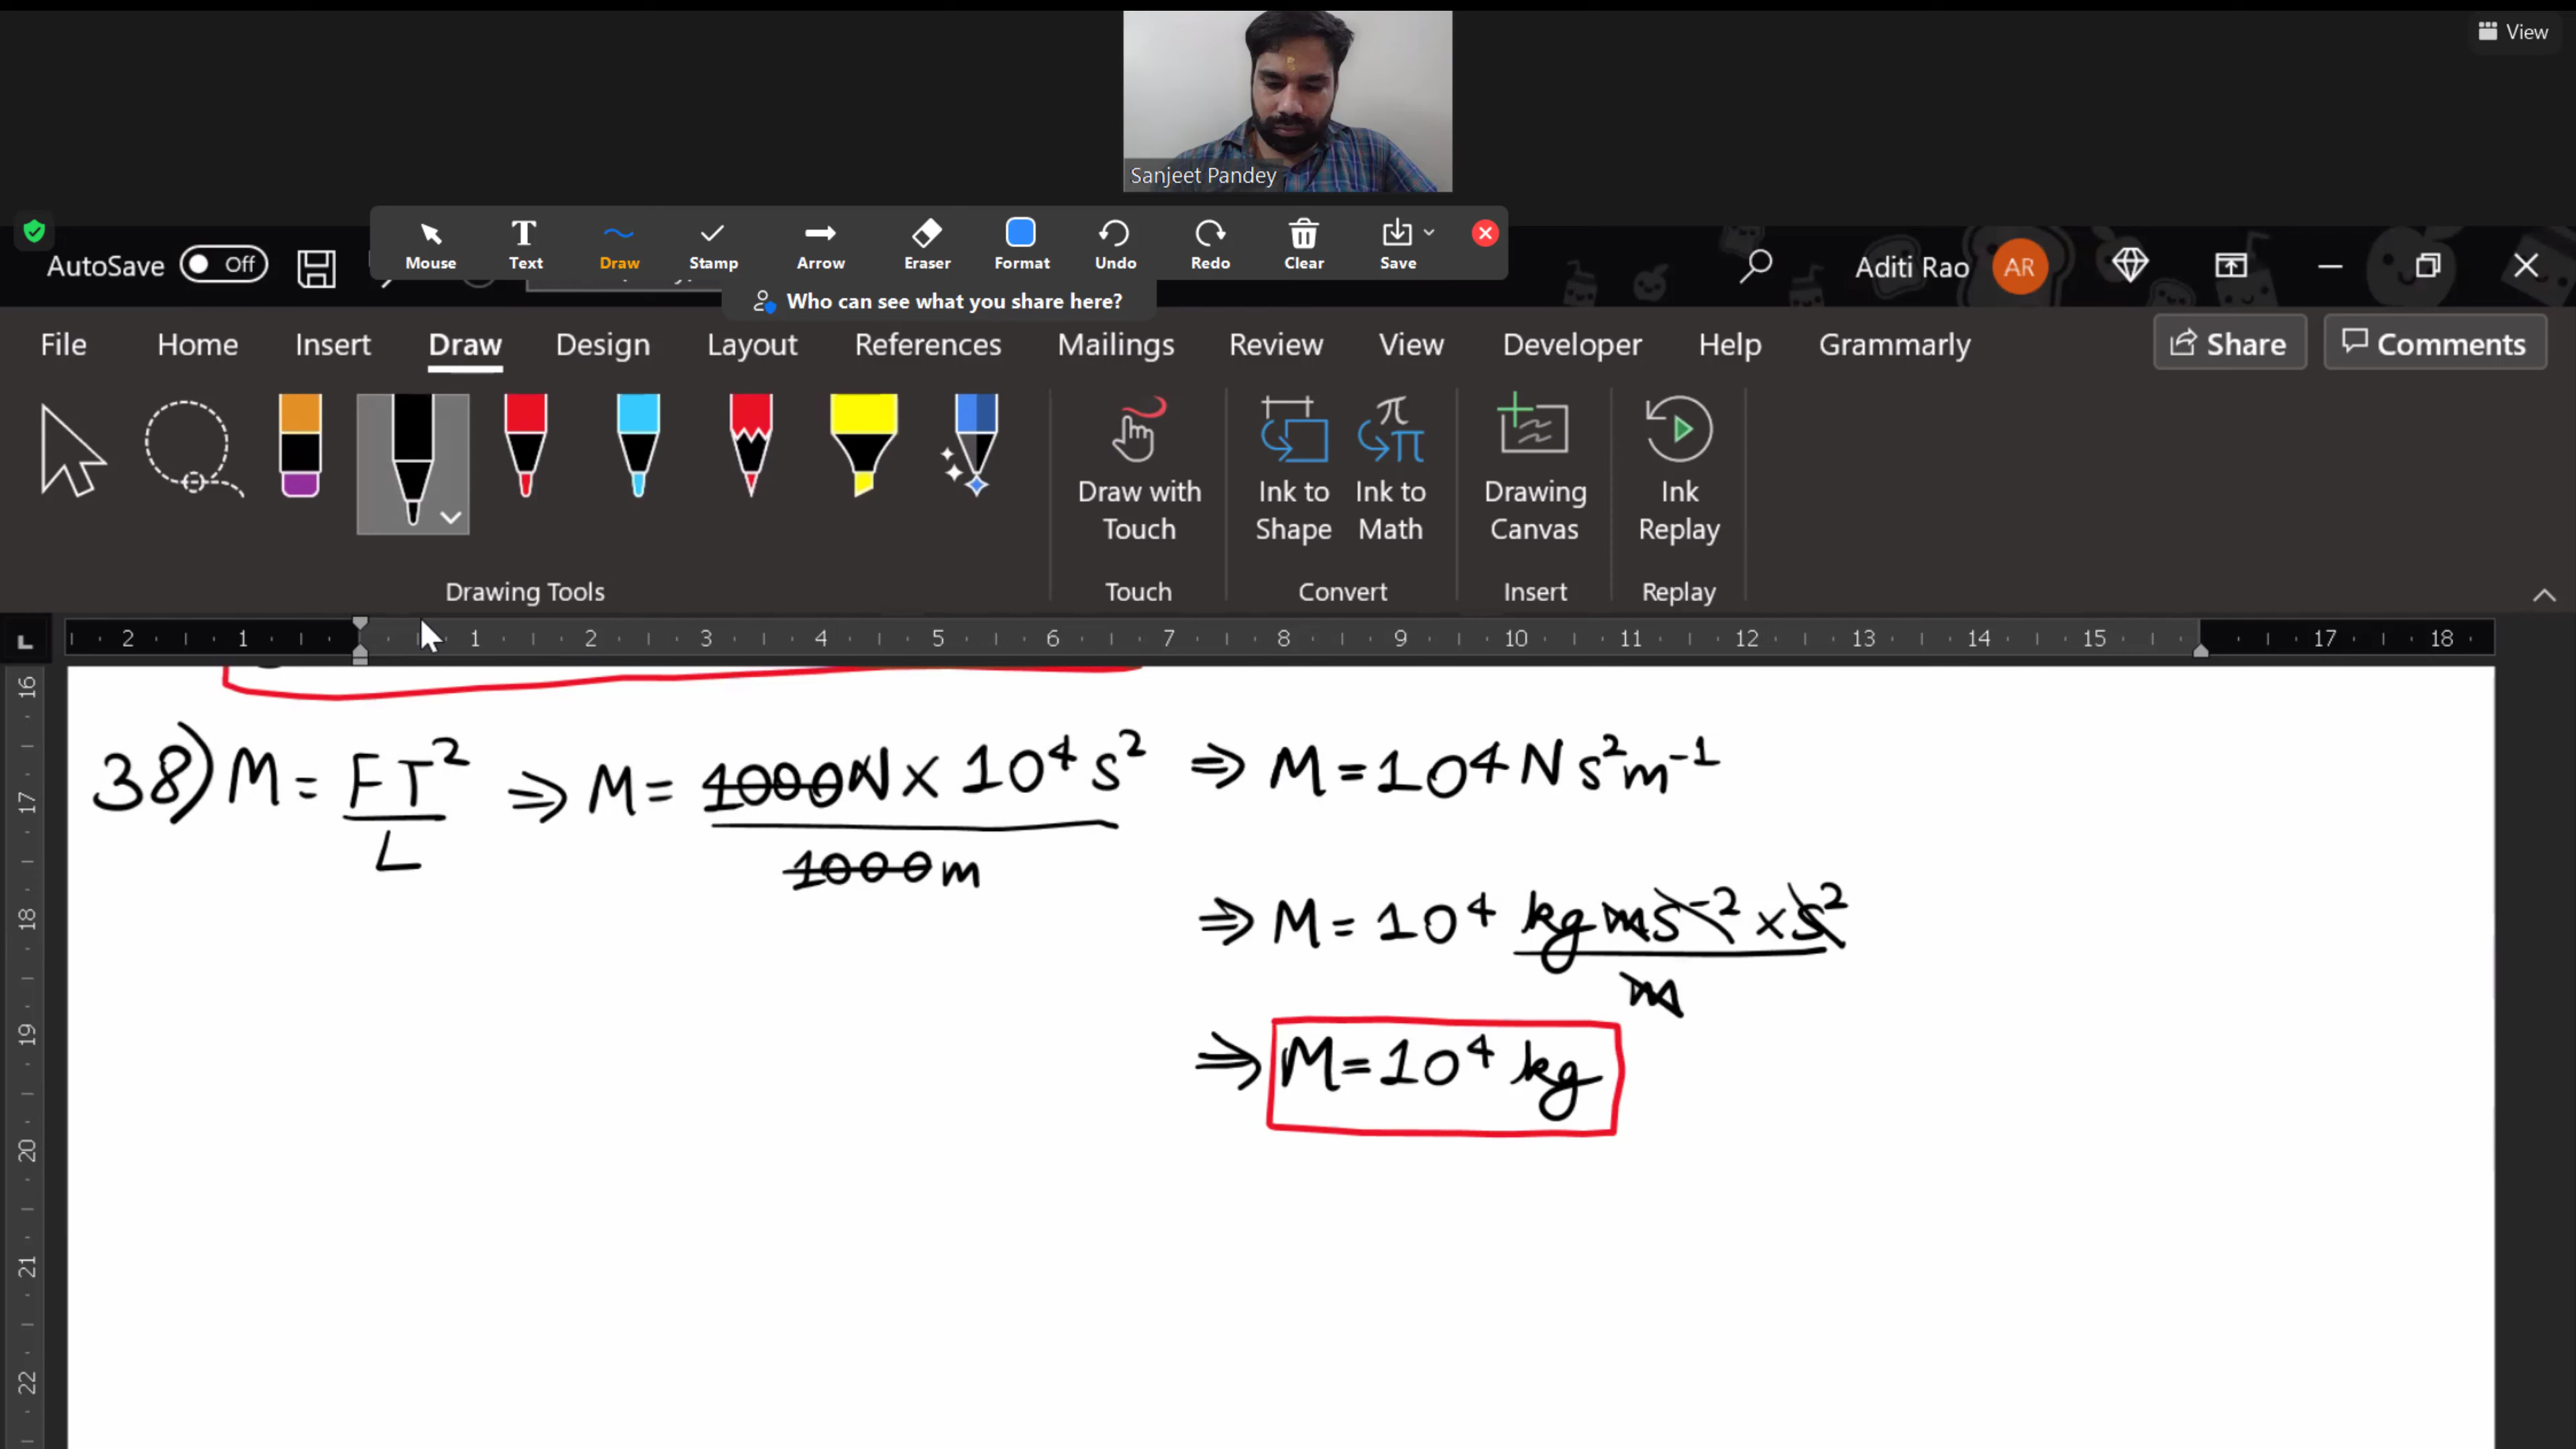 View
Sanjeet Pandey
Mouse Text Draw Stamp Arrow Eraser Format Undo Redo Clear Save
AutoSave Off
Aditi Rao AR
Who can see what you share here?
File Home Insert Draw Design Layout References Mailings Review View Developer Help Grammarly Share Comments
Draw with Touch
Ink to Shape
Ink to Math
Drawing Canvas
Ink Replay
Drawing Tools Touch Convert Insert Replay
L 2 1 1 2 3 4 5 6 7 8 9 10 11 12 13 14 15 17 18
16
17
18
19
20
21
22
38) M = FT²/L ⇒ M = 1000N × 10⁴ s²/1000m ⇒ M = 10⁴ N s² m⁻¹
⇒ M = 10⁴ kg m s⁻² × s²/m
⇒ M = 10⁴ kg